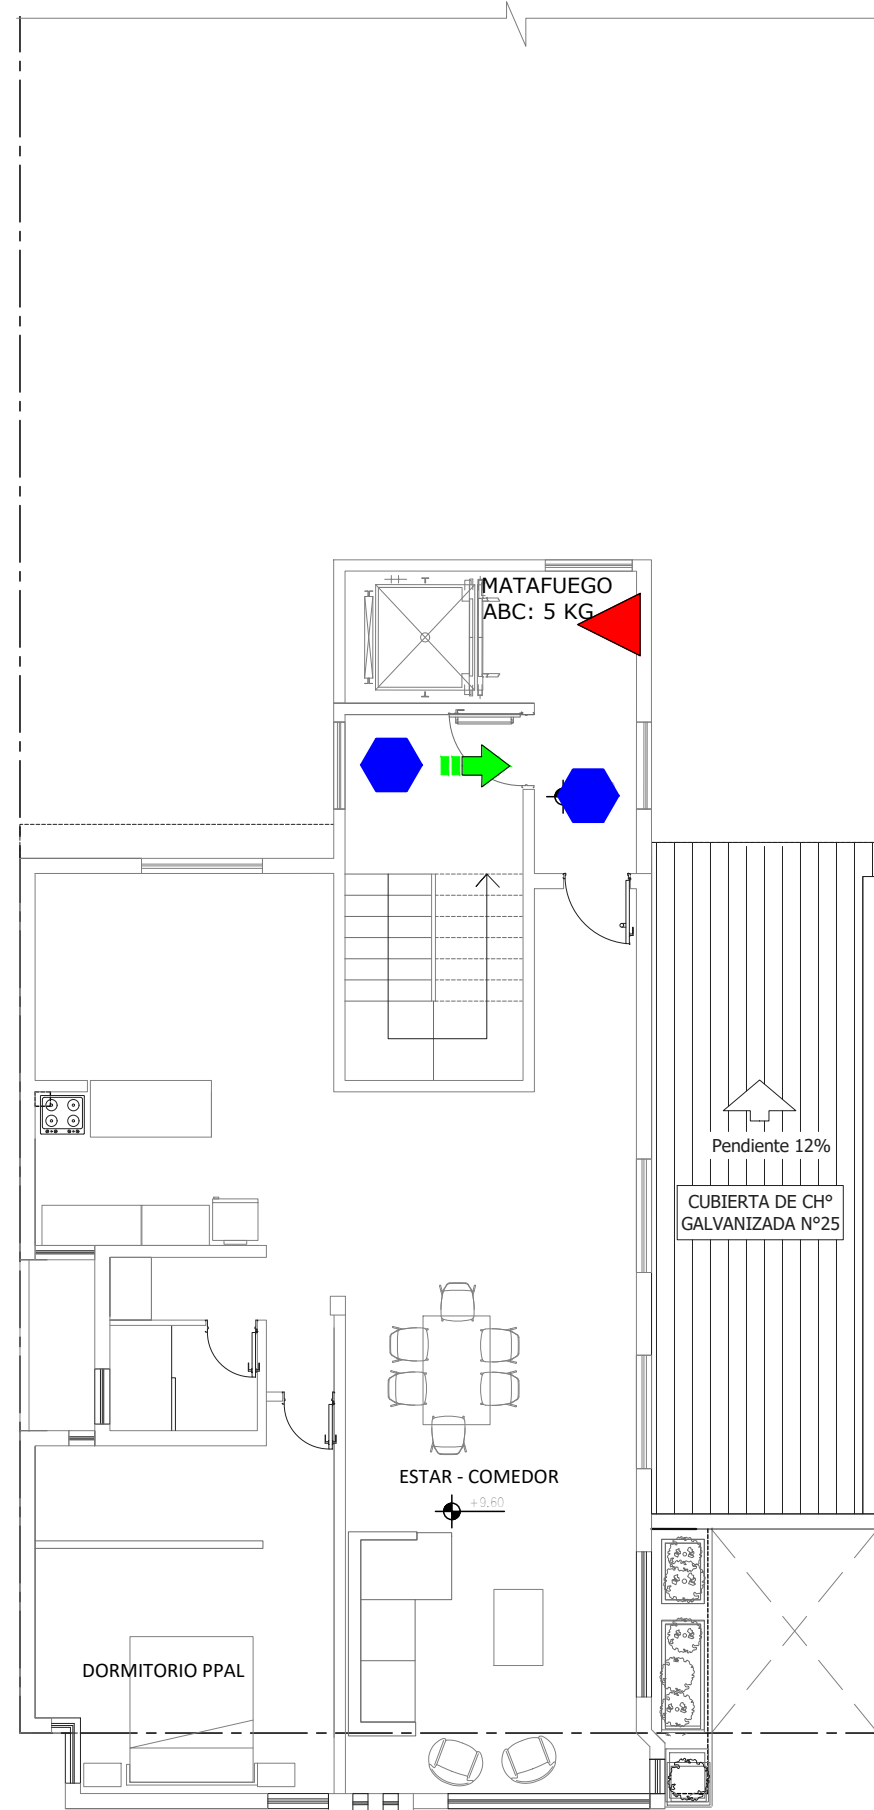 MATAFUEGO
ABC: 5 KG
Pendiente 12%
CUBIERTA DE CH°
GALVANIZADA N°25
ESTAR - COMEDOR
+9.60
DORMITORIO PPAL